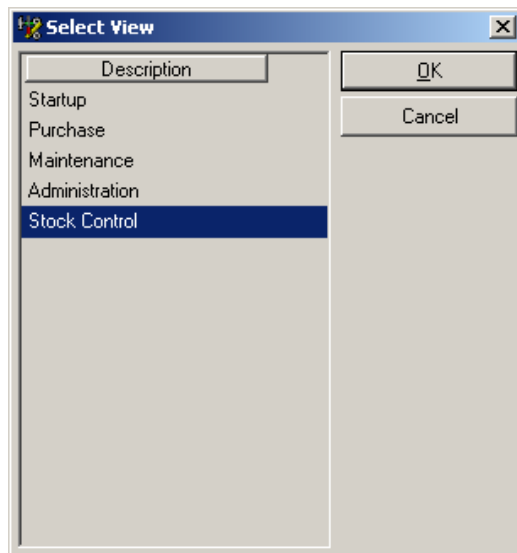 Select View
Description
Startup
Purchase
Maintenance
Administration
Stock Control
OK
Cancel